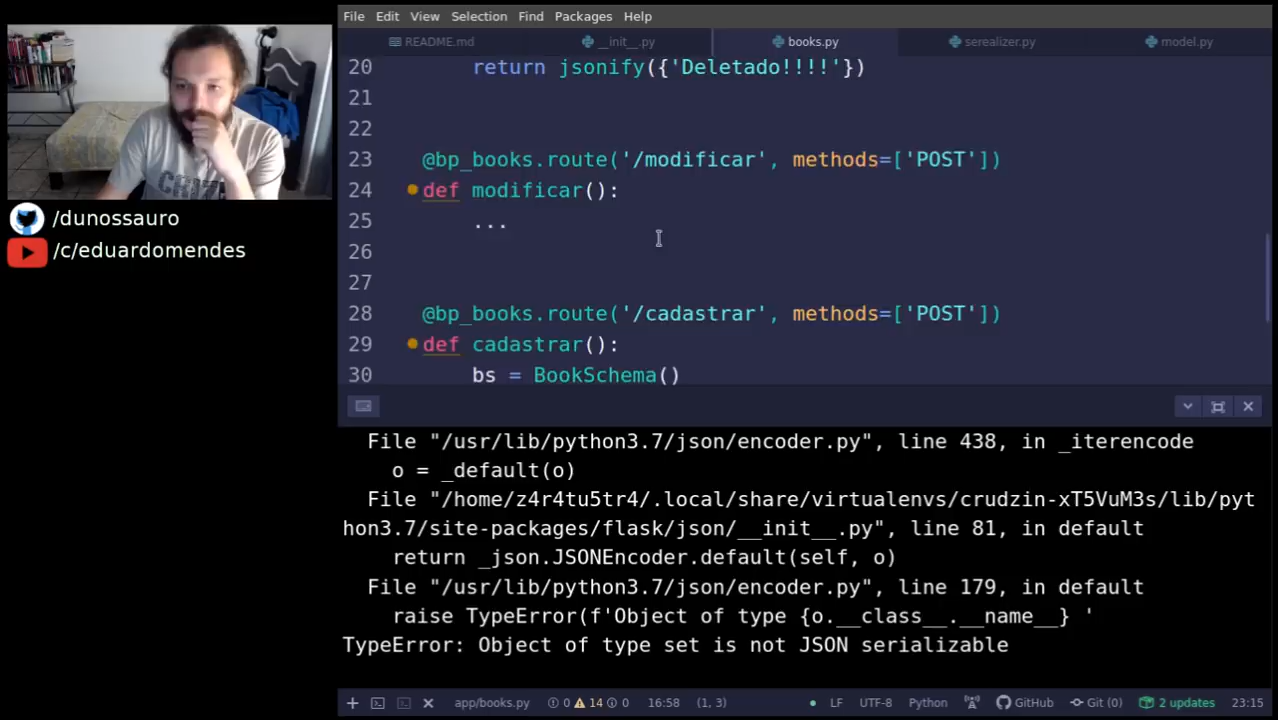 File Edit View Selection Find Packages Help
README.md __init__.py books.py serealizer.py model.py
20 return jsonify({'Deletado!!!!'})
21
22
23 @bp_books.route('/modificar', methods=['POST'])
24 def modificar():
25 ...
26
27
28 @bp_books.route('/cadastrar', methods=['POST'])
29 def cadastrar():
30 bs = BookSchema()
/dunossauro
/c/eduardomendes
File "/usr/lib/python3.7/json/encoder.py", line 438, in _iterencode
o = _default(o)
File "/home/z4r4tu5tr4/.local/share/virtualenvs/crudzin-xT5VuM3s/lib/pyt
hon3.7/site-packages/flask/json/__init__.py", line 81, in default
return _json.JSONEncoder.default(self, o)
File "/usr/lib/python3.7/json/encoder.py", line 179, in default
raise TypeError(f'Object of type {o.__class__.__name__} '
TypeError: Object of type set is not JSON serializable
app/books.py 0 14 0 16:58 (1, 3) LF UTF-8 Python GitHub Git (0) 2 updates 23:15